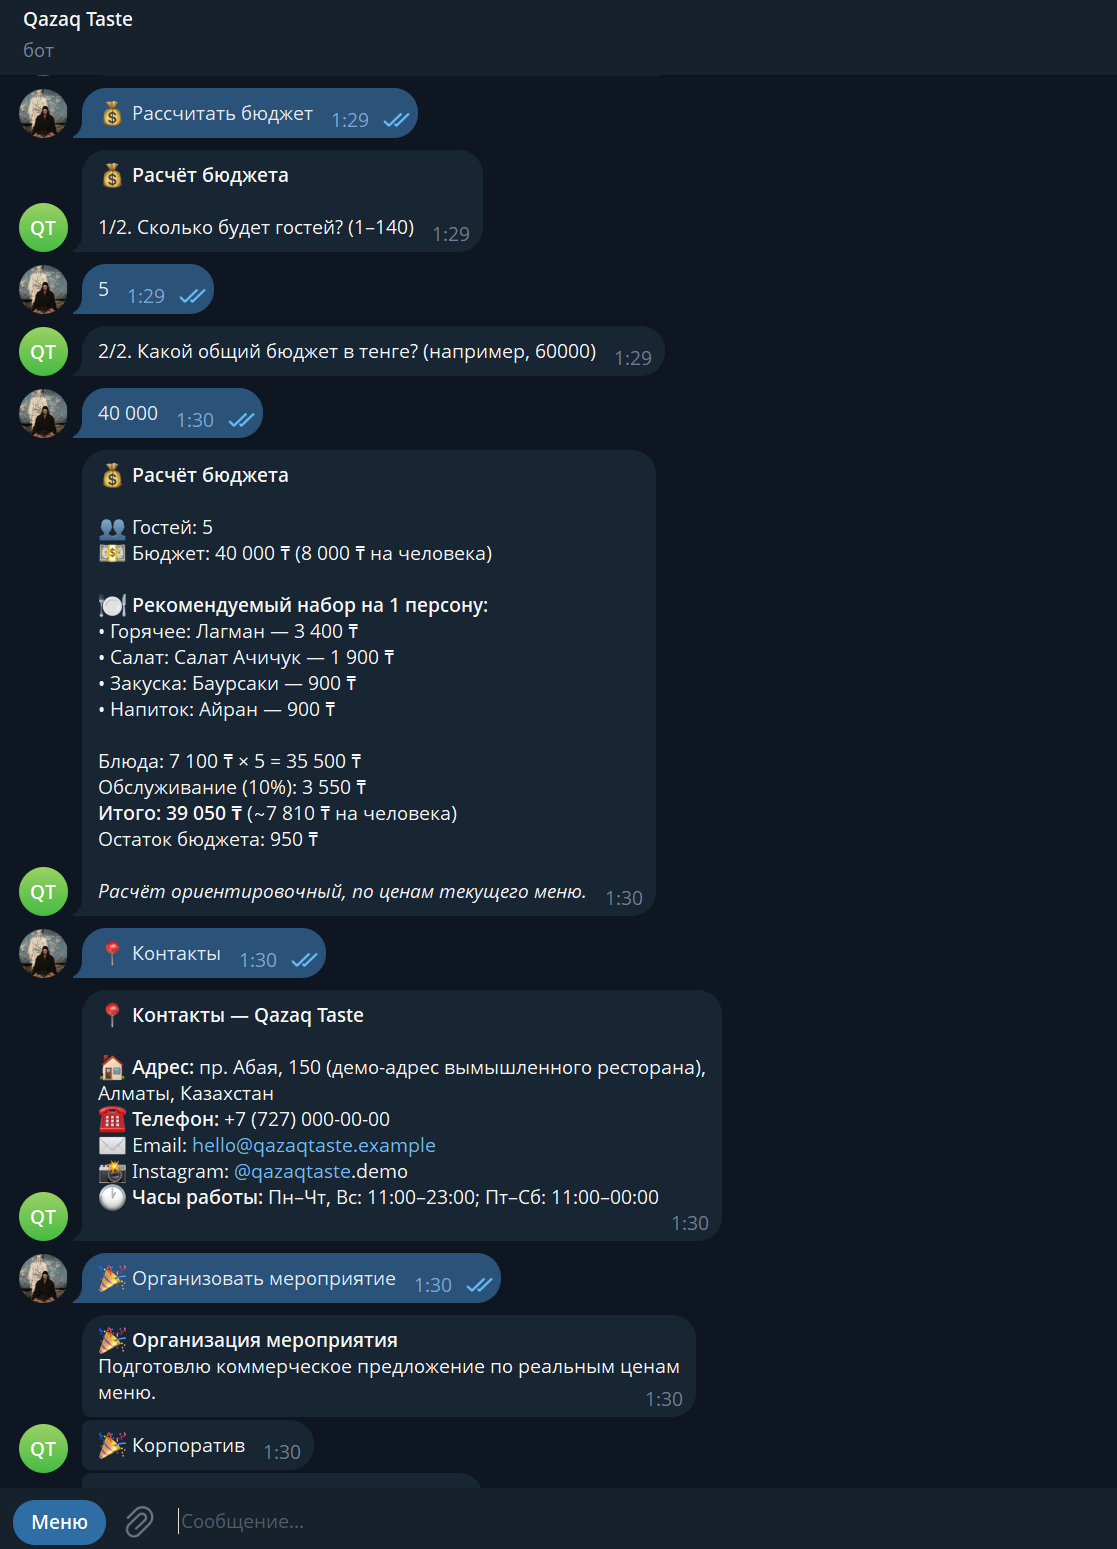 Qazaq Taste
бот
💰 Рассчитать бюджет 1:29
💰 Расчёт бюджета
1/2. Сколько будет гостей? (1–140) 1:29
QT
5 1:29
QT
2/2. Какой общий бюджет в тенге? (например, 60000) 1:29
40 000 1:30
💰 Расчёт бюджета
👥 Гостей: 5
💵 Бюджет: 40 000 ₸ (8 000 ₸ на человека)
🍽 Рекомендуемый набор на 1 персону:
• Горячее: Лагман — 3 400 ₸
• Салат: Салат Ачичук — 1 900 ₸
• Закуска: Баурсаки — 900 ₸
• Напиток: Айран — 900 ₸
Блюда: 7 100 ₸ × 5 = 35 500 ₸
Обслуживание (10%): 3 550 ₸
Итого: 39 050 ₸ (~7 810 ₸ на человека)
Остаток бюджета: 950 ₸
Расчёт ориентировочный, по ценам текущего меню. 1:30
QT
📍 Контакты 1:30
📍 Контакты — Qazaq Taste
🏠 Адрес: пр. Абая, 150 (демо-адрес вымышленного ресторана),
Алматы, Казахстан
☎️ Телефон: +7 (727) 000-00-00
✉️ Email: hello@qazaqtaste.example
📸 Instagram: @qazaqtaste.demo
🕐 Часы работы: Пн–Чт, Вс: 11:00–23:00; Пт–Сб: 11:00–00:00
1:30
QT
🎉 Организовать мероприятие 1:30
🎉 Организация мероприятия
Подготовлю коммерческое предложение по реальным ценам
меню. 1:30
QT
🎉 Корпоратив 1:30
Меню
Сообщение...